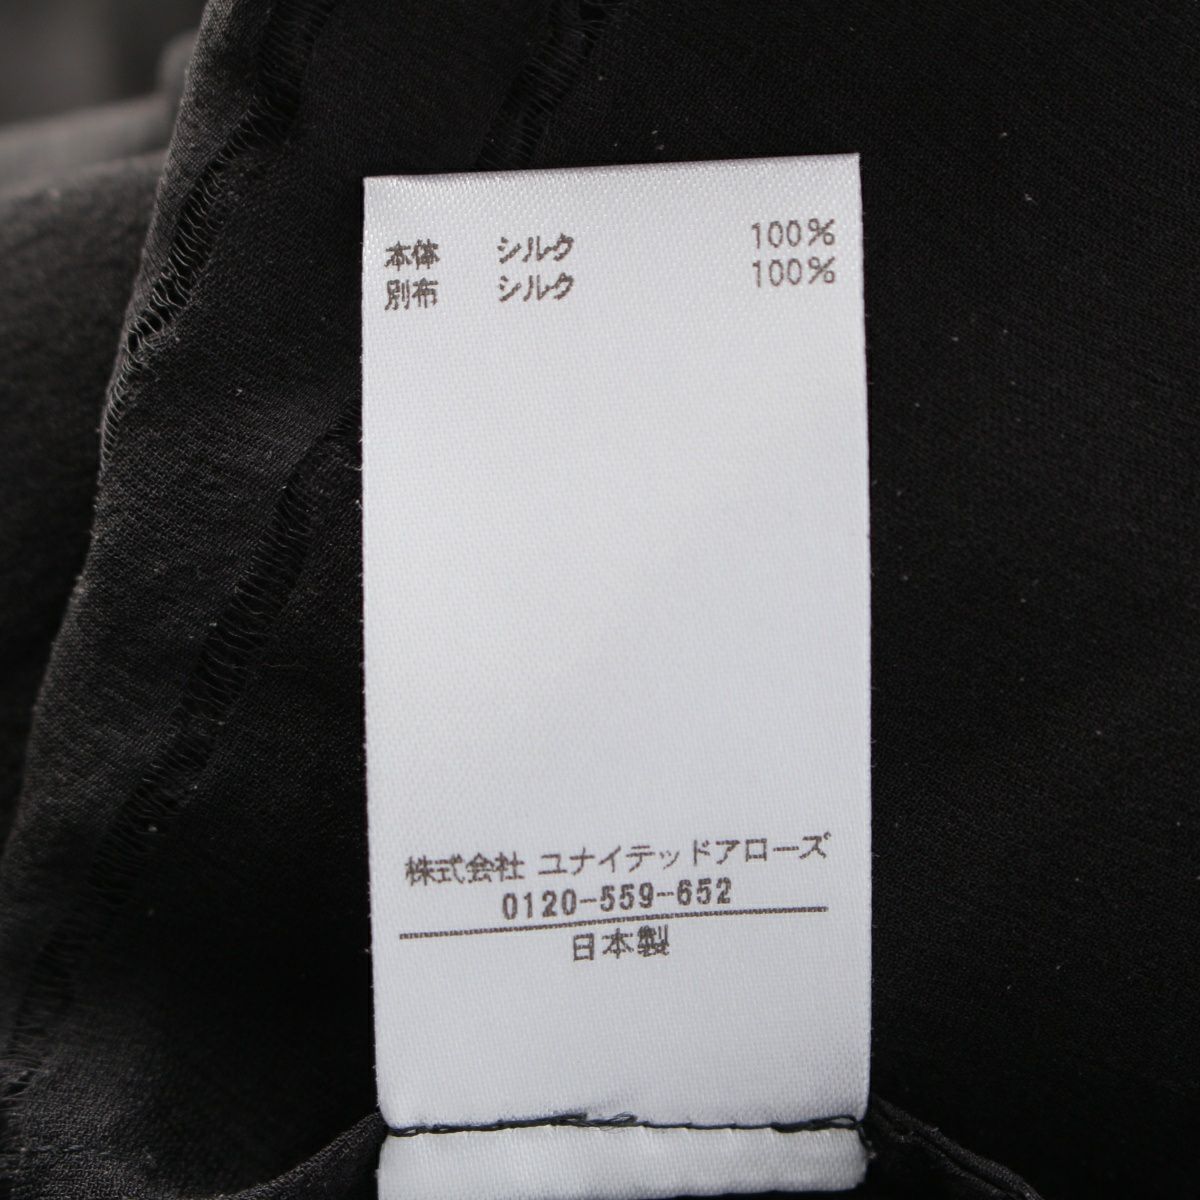 本体 シルク 100%
別布 シルク 100%
株式会社 ユナイテッドアローズ
0120-559-652
日本製